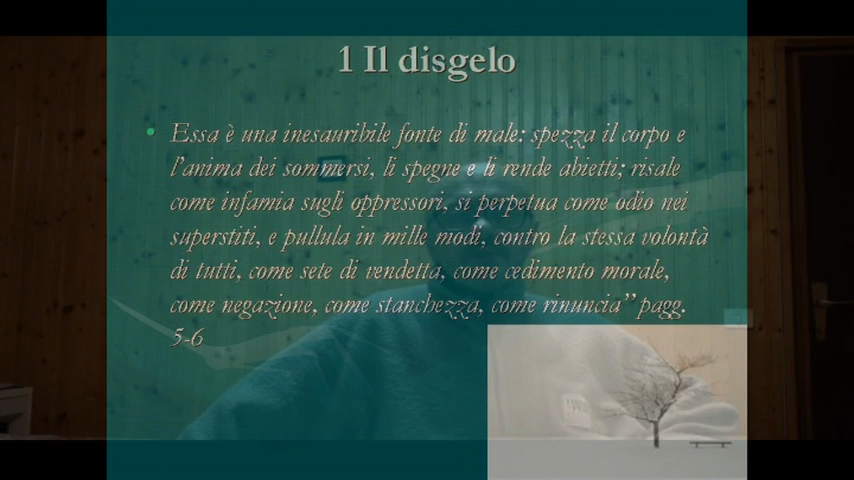 1 Il disgelo
• Essa è una inesauribile fonte di male: spezza il corpo e
l'anima dei sommersi, li spegne e li rende abietti; risale
come infamia sugli oppressori, si perpetua come odio nei
superstiti, e pullula in mille modi, contro la stessa volontà
di tutti, come sete di vendetta, come cedimento morale,
come negazione, come stanchezza, come rinuncia” pagg.
5-6